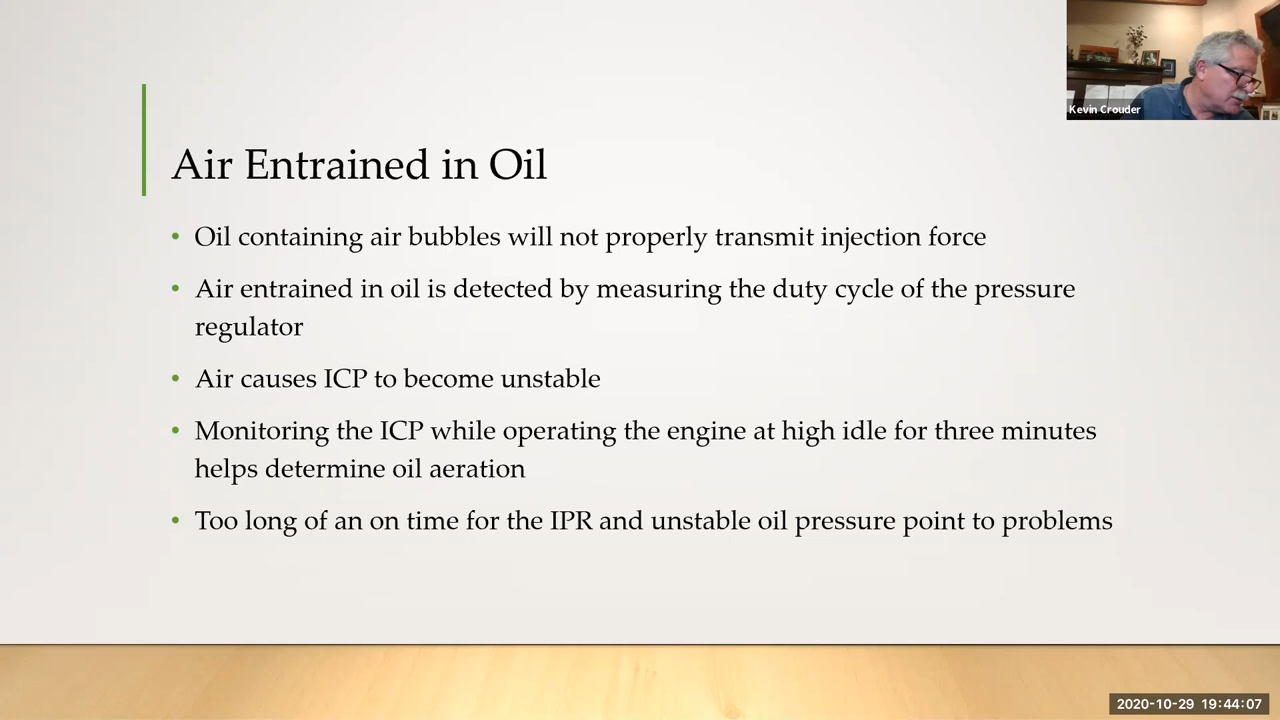 Kevin Crouder
Air Entrained in Oil
• Oil containing air bubbles will not properly transmit injection force
• Air entrained in oil is detected by measuring the duty cycle of the pressure
regulator
• Air causes ICP to become unstable
• Monitoring the ICP while operating the engine at high idle for three minutes
helps determine oil aeration
• Too long of an on time for the IPR and unstable oil pressure point to problems
2020-10-29 19:44:07